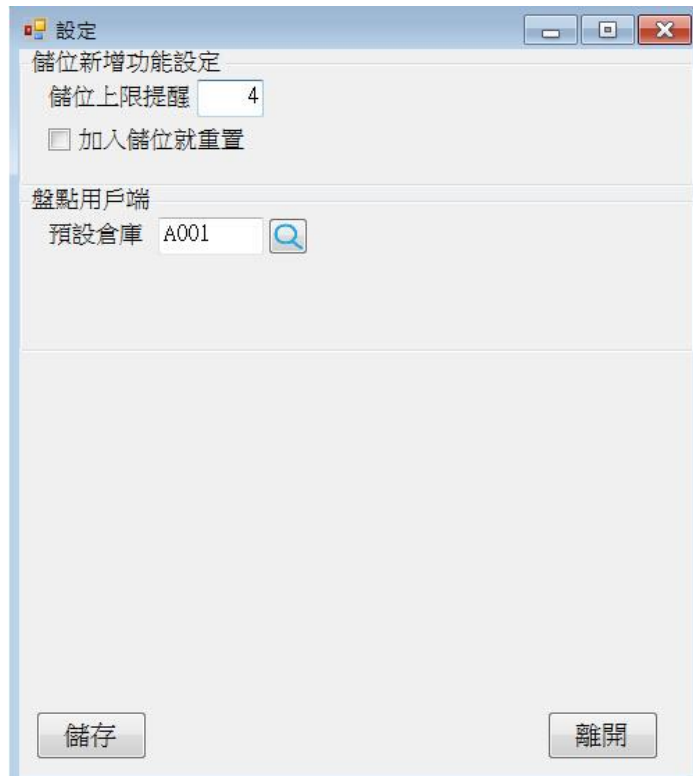 設定
儲位新增功能設定
儲位上限提醒 4
加入儲位就重置
盤點用戶端
預設倉庫 A001
儲存 離開